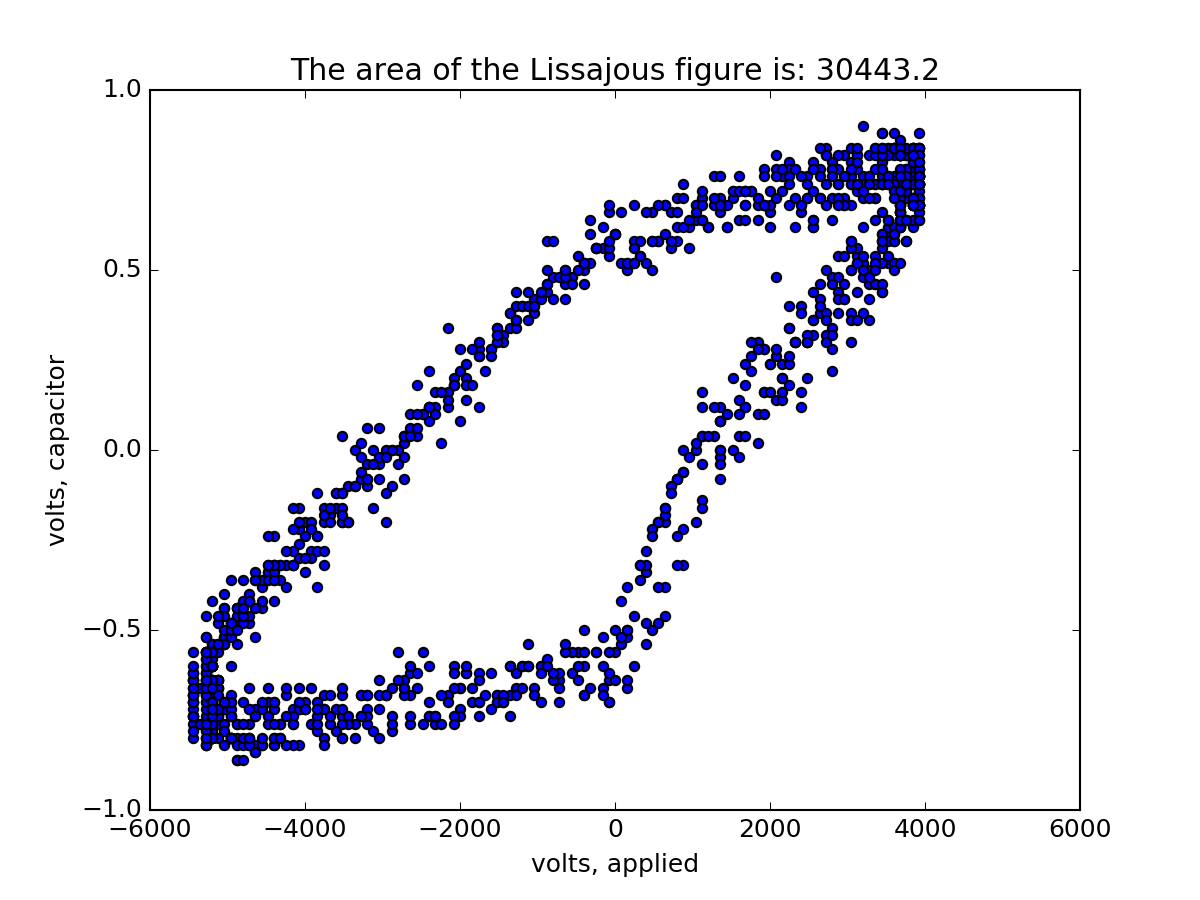 The area of the Lissajous figure is: 30443.2
1.0
0.5
0.0
−0.5
−1.0
volts, capacitor
−6000 −4000 −2000 0 2000 4000 6000
volts, applied